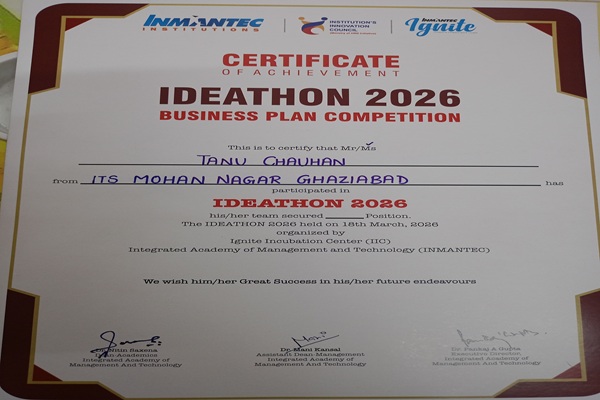 INMANTEC
INSTITUTIONS
INSTITUTION'S
INNOVATION
COUNCIL
INMANTEC
Ignite
CERTIFICATE
OF ACHIEVEMENT
IDEATHON 2026
BUSINESS PLAN COMPETITION
This is to certify that Mr/Ms
TANU CHAUHAN
from ITS MOHAN NAGAR GHAZIABAD has
participated in
IDEATHON 2026
his/her team secured ______ Position.
The IDEATHON 2026 held on 18th March, 2026
organized by
Ignite Incubation Center (IIC)
Integrated Academy of Management and Technology (INMANTEC)
We wish him/her Great Success in his/her future endeavours
Saxena
Dean-Academics
Integrated Academy of
Management And Technology
Dr. Mani Kansal
Assistant Dean-Management
Integrated Academy of
Management And Technology
Dr. Pankaj A Gupta
Executive Director
Integrated Academy of
Management And Technology